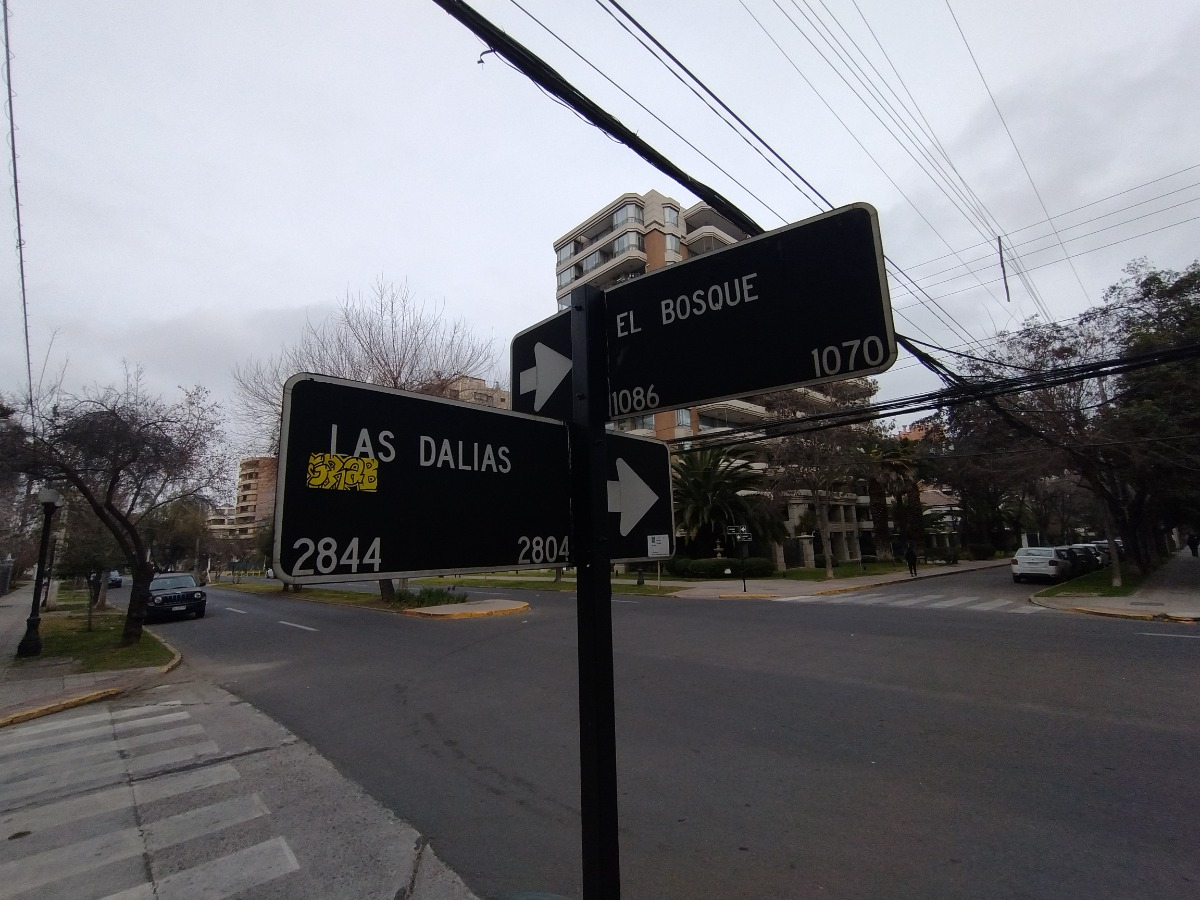 EL BOSQUE
1086 1070
LAS DALIAS
2844 2804